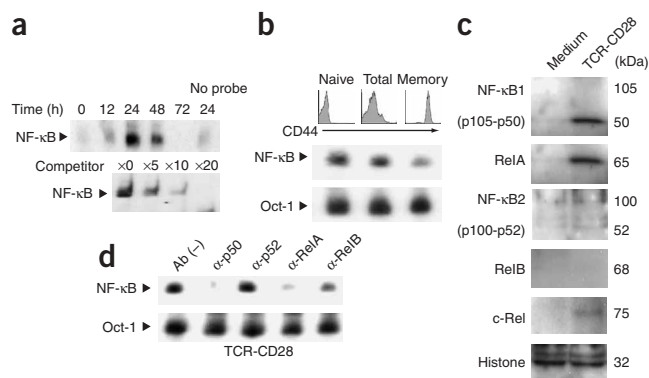 a
No probe
Time (h) 0 12 24 48 72 24
NF-κB
Competitor ×0 ×5 ×10 ×20
NF-κB
b
Naive Total Memory
CD44
NF-κB
Oct-1
c
Medium TCR-CD28 (kDa)
NF-κB1 105
(p105-p50) 50
RelA 65
NF-κB2 100
(p100-p52) 52
RelB 68
c-Rel 75
Histone 32
d
Ab (–) α-p50 α-p52 α-RelA α-RelB
NF-κB
Oct-1
TCR-CD28